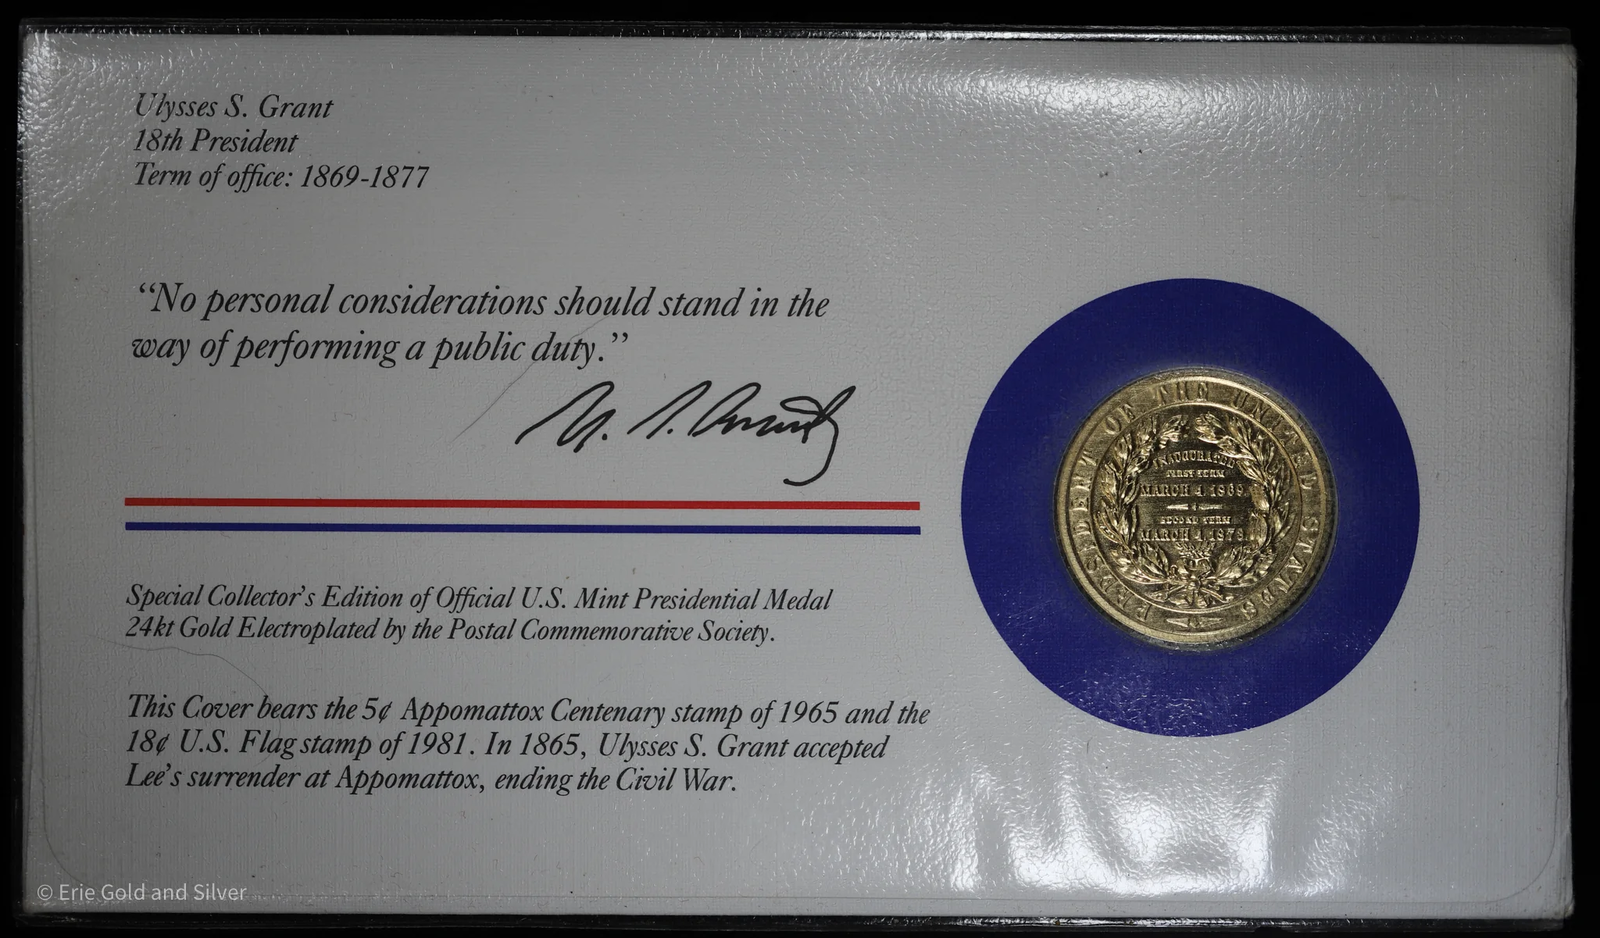 Ulysses S. Grant
18th President
Term of office: 1869-1877
“No personal considerations should stand in the
way of performing a public duty.”
U. S. Grant
PRESIDENT OF THE UNITED STATES
INAUGURATED
FIRST TERM
MARCH 4. 1869.
SECOND TERM
MARCH 4. 1873.
Special Collector’s Edition of Official U.S. Mint Presidential Medal
24kt Gold Electroplated by the Postal Commemorative Society.
This Cover bears the 5¢ Appomattox Centenary stamp of 1965 and the
18¢ U.S. Flag stamp of 1981. In 1865, Ulysses S. Grant accepted
Lee’s surrender at Appomattox, ending the Civil War.
© Erie Gold and Silver